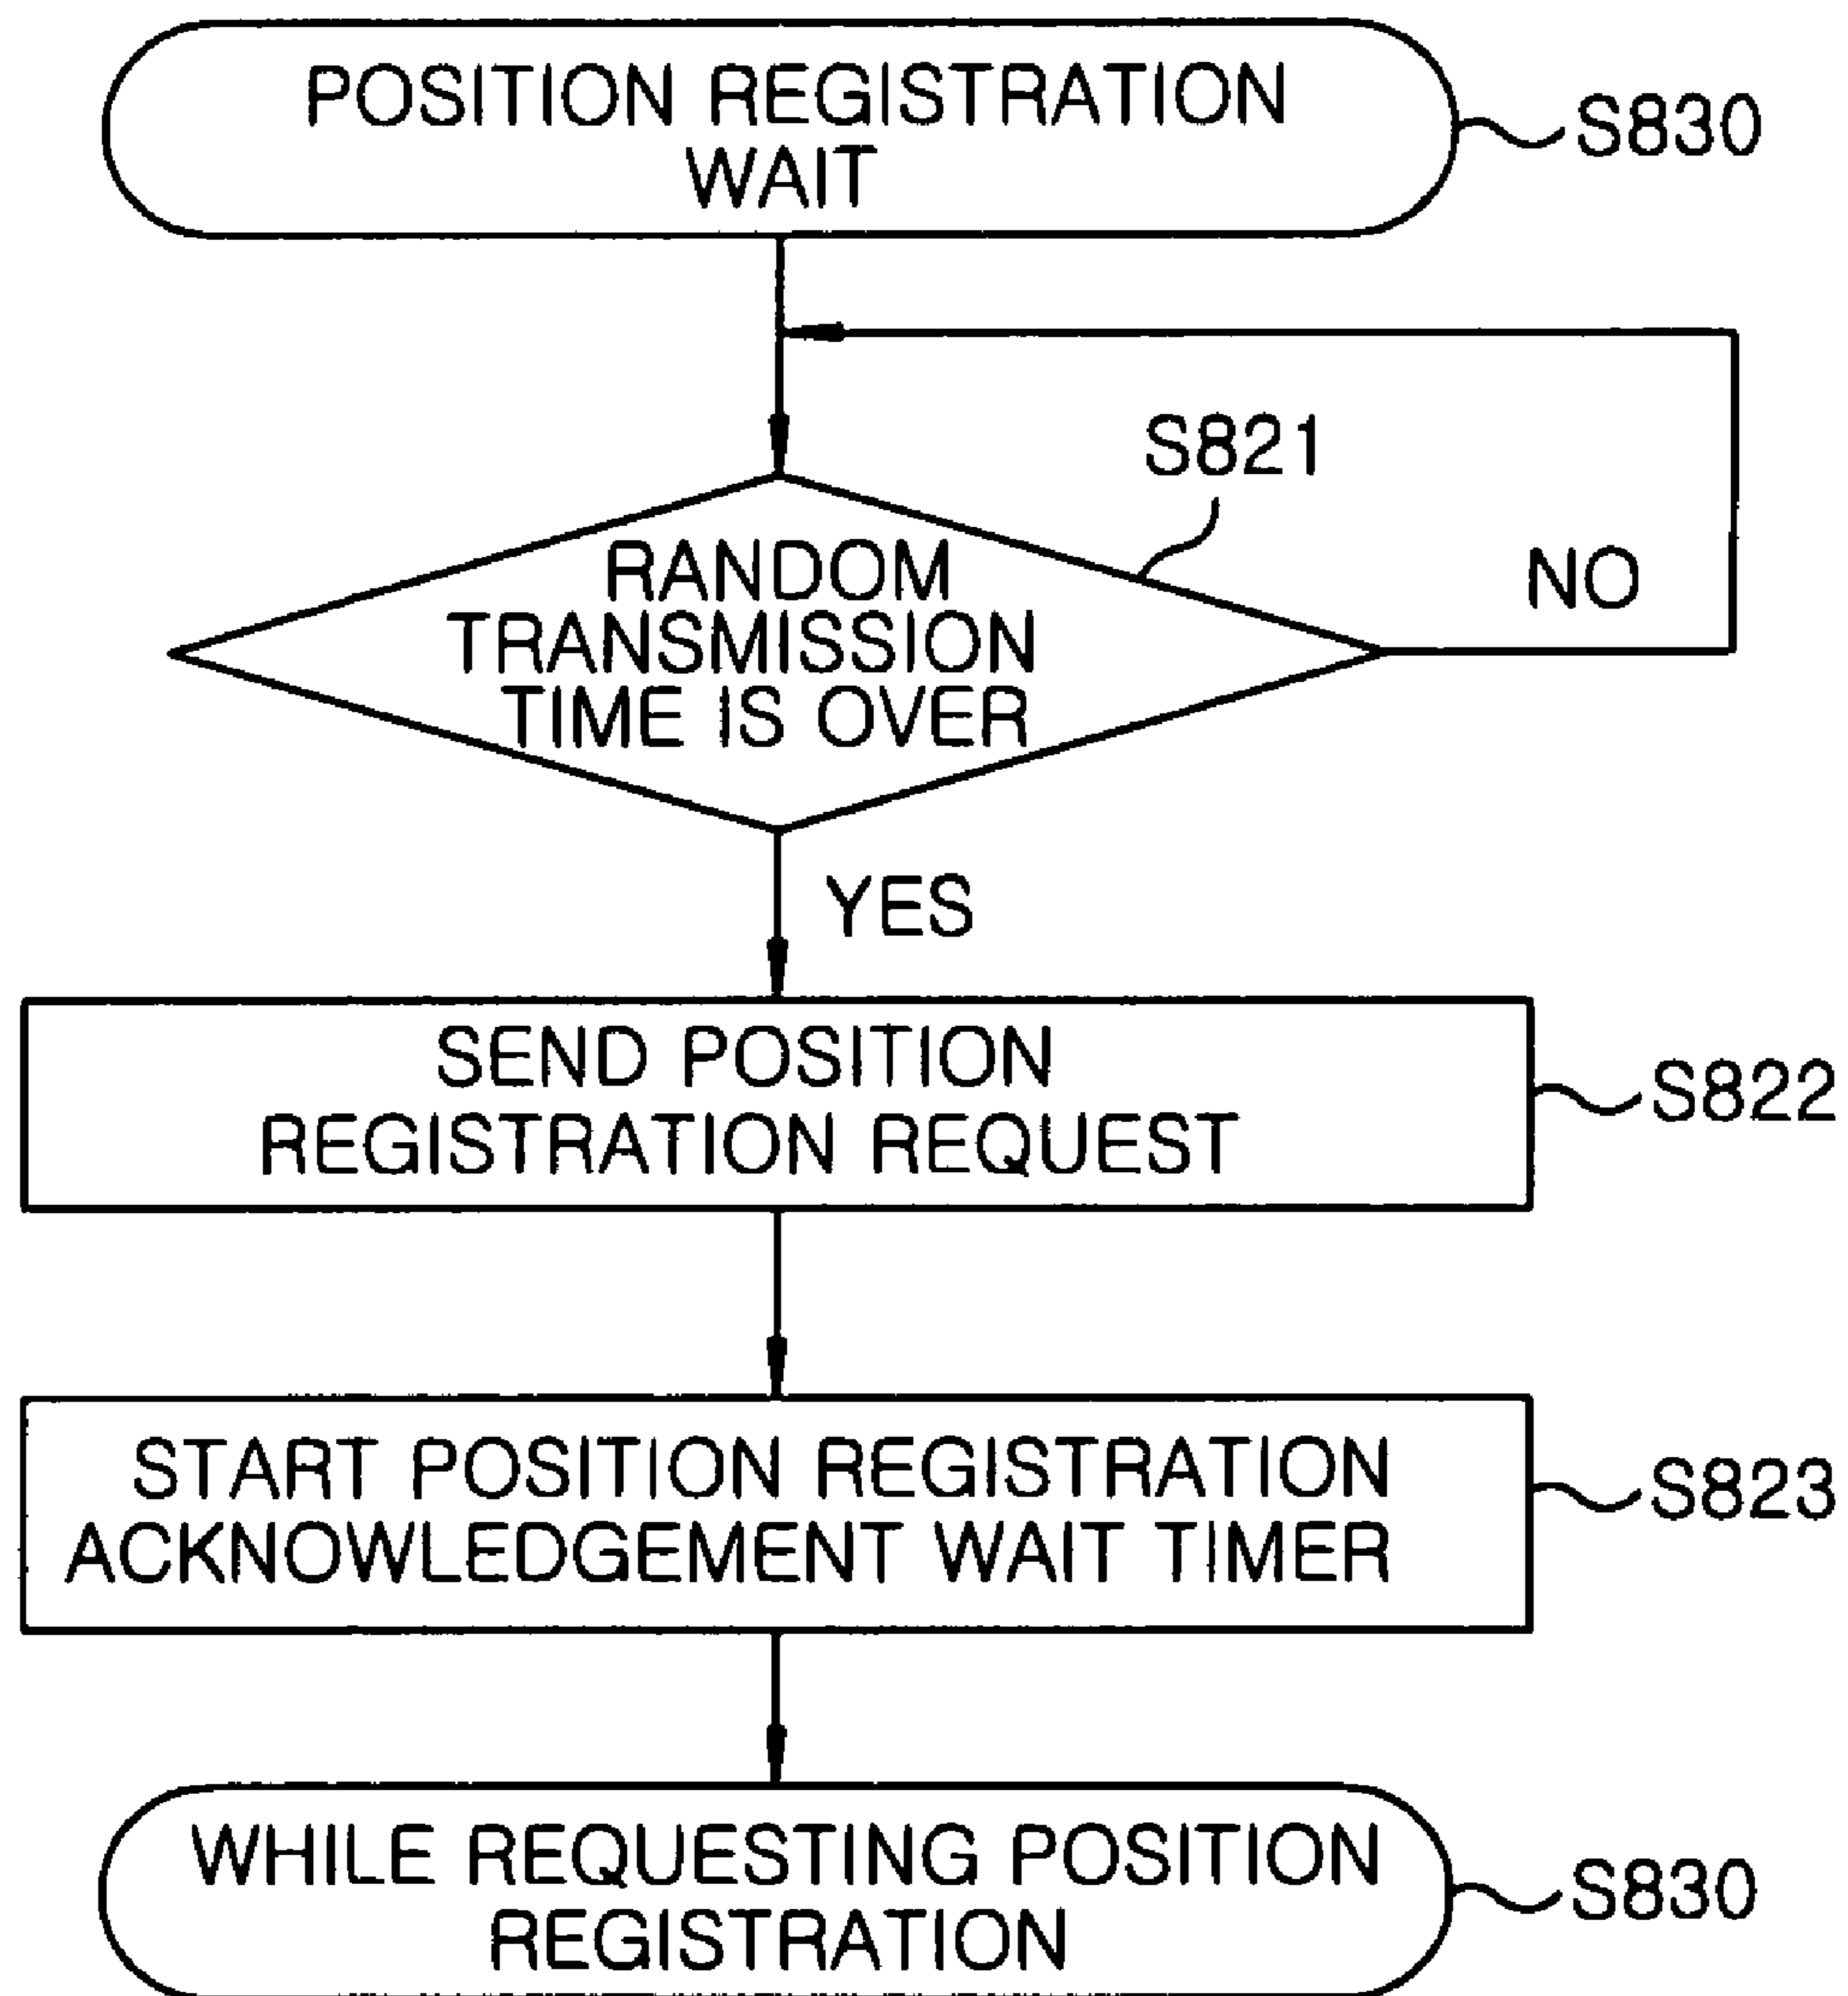 POSITION REGISTRATION
WAIT
S830
S821
RANDOM
TRANSMISSION
TIME IS OVER
NO
YES
SEND POSITION
REGISTRATION REQUEST
S822
START POSITION REGISTRATION
ACKNOWLEDGEMENT WAIT TIMER
S823
WHILE REQUESTING POSITION
REGISTRATION
S830